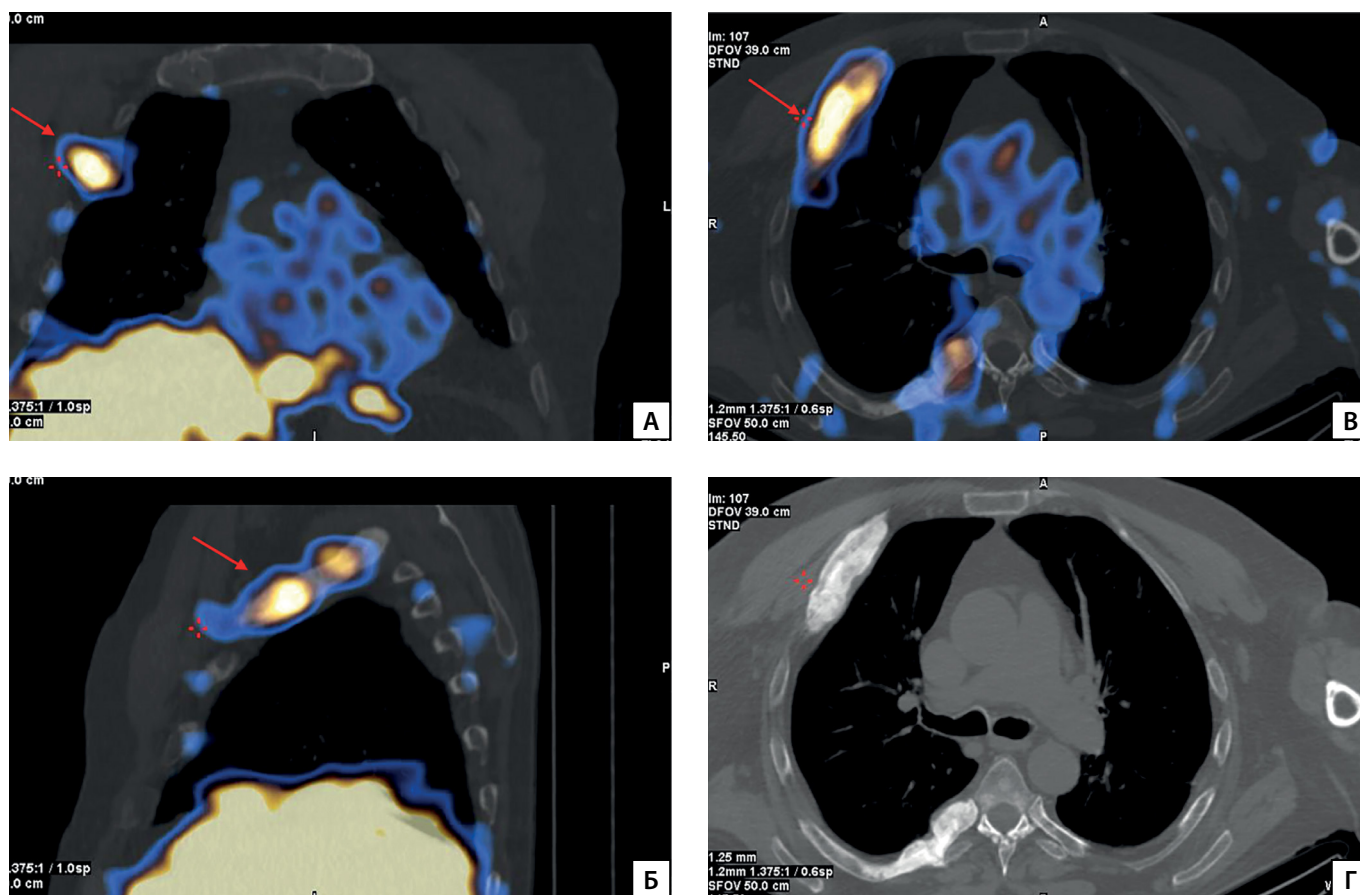 .0 cm
L
.375:1 / 1.0sp
.0 cm
I
А
Im: 107
DFOV 39.0 cm
STND
A
R
1.2mm 1.375:1 / 0.6sp
SFOV 50.0 cm
145.50
P
В
.0 cm
P
.375:1 / 1.0sp
.0 cm
Б
Im: 107
DFOV 39.0 cm
STND
A
R
1.25 mm
1.2mm 1.375:1 / 0.6sp
SFOV 50.0 cm
Г